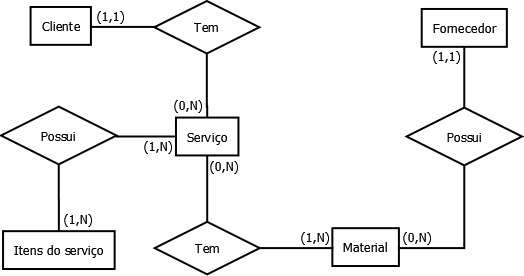 Cliente
(1,1)
Tem
Fornecedor
(1,1)
(0,N)
Possui
(1,N)
Serviço
(0,N)
Possui
(1,N)
Itens do serviço
Tem
(1,N)
Material
(0,N)